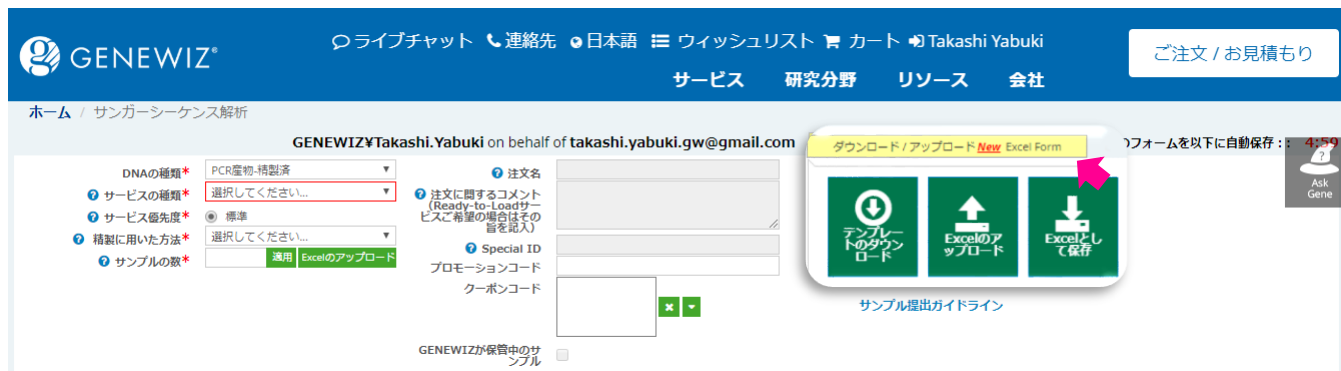 GENEWIZ®
ライブチャット 連絡先 日本語 ウィッシュリスト カート Takashi Yabuki
ご注文 / お見積もり
サービス 研究分野 リソース 会社
ホーム / サンガーシーケンス解析
GENEWIZ¥Takashi.Yabuki on behalf of takashi.yabuki.gw@gmail.com
ダウンロード / アップロード New Excel Form
のフォームを以下に自動保存：: 4:59
?
Ask
Gene
DNAの種類* PCR産物-精製済
サービスの種類* 選択してください...
サービス優先度* 標準
精製に用いた方法* 選択してください...
サンプルの数* 適用 Excelのアップロード
注文名
注文に関するコメント
(Ready-to-Loadサー
ビスご希望の場合はその
旨を記入)
Special ID
プロモーションコード
クーポンコード
GENEWIZが保管中のサ
ンプル
テンプレー
トのダウン
ロード
Excelのア
ップロード
Excelとし
て保存
サンプル提出ガイドライン